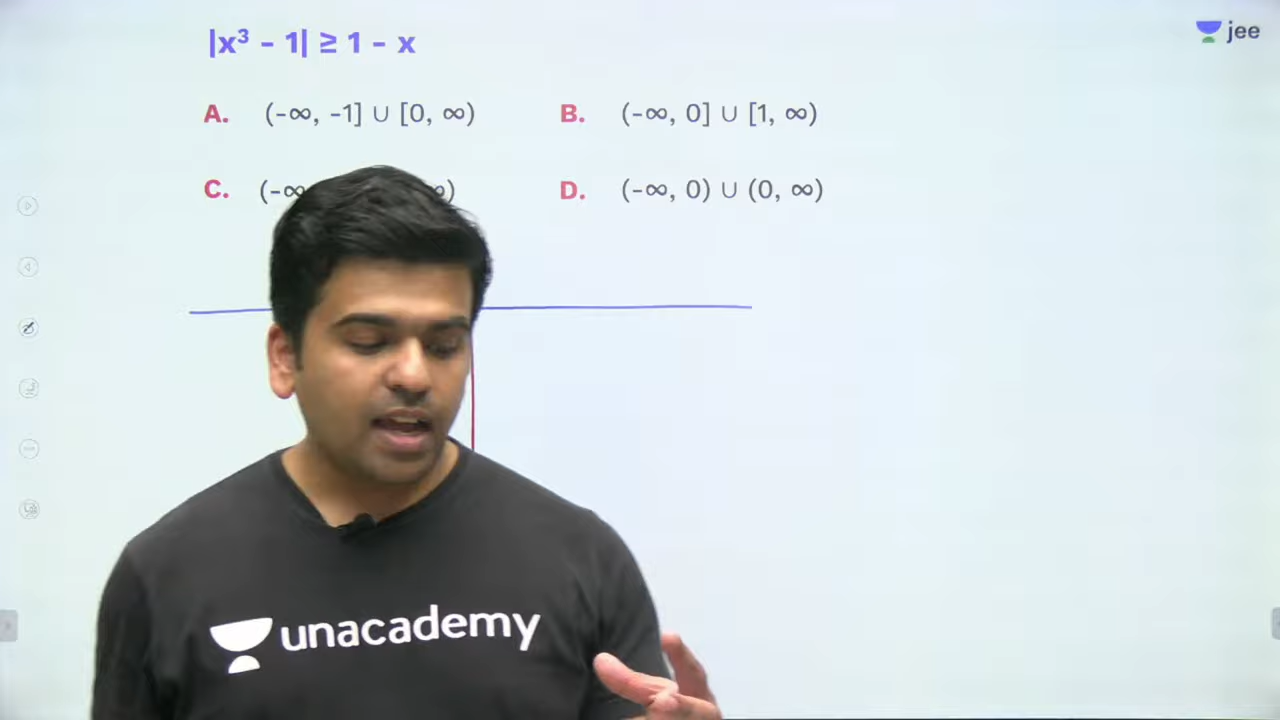 |x³ - 1| ≥ 1 - x
jee
A. (-∞, -1] ∪ [0, ∞)
B. (-∞, 0] ∪ [1, ∞)
C. (-∞
D. (-∞, 0) ∪ (0, ∞)
unacademy